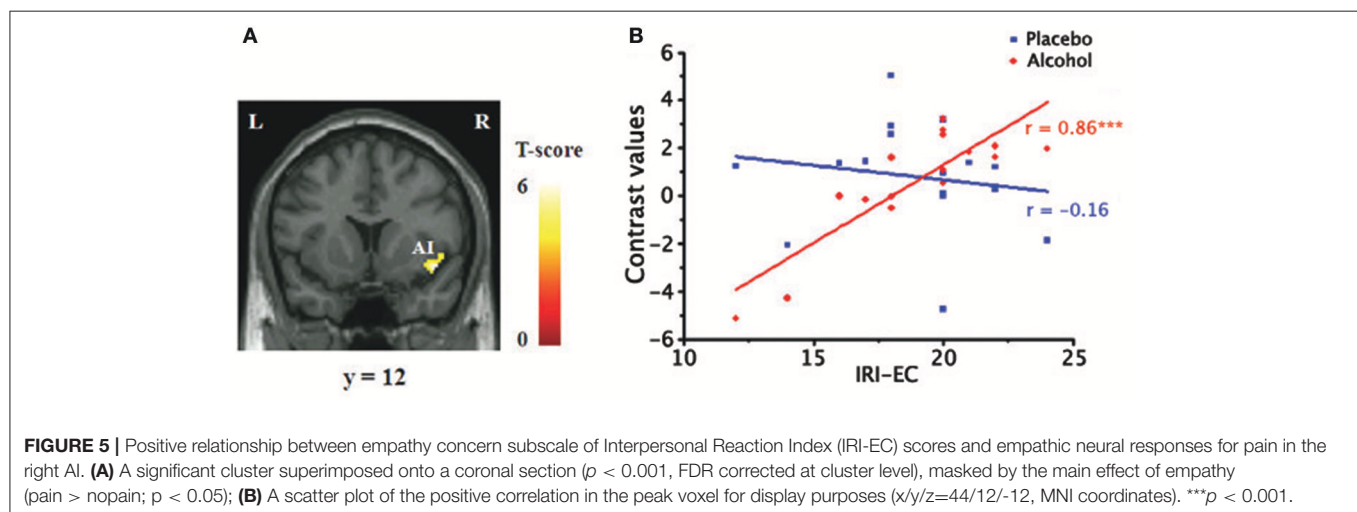 A
L
R
T-score
6
AI
0
y = 12
B
Placebo
Alcohol
6
4
2
0
−2
−4
−6
Contrast values
r = 0.86***
r = −0.16
10
15
20
25
IRI−EC
FIGURE 5 | Positive relationship between empathy concern subscale of Interpersonal Reaction Index (IRI-EC) scores and empathic neural responses for pain in the
right AI. (A) A significant cluster superimposed onto a coronal section (p < 0.001, FDR corrected at cluster level), masked by the main effect of empathy
(pain > nopain; p < 0.05); (B) A scatter plot of the positive correlation in the peak voxel for display purposes (x/y/z=44/12/-12, MNI coordinates). ***p < 0.001.